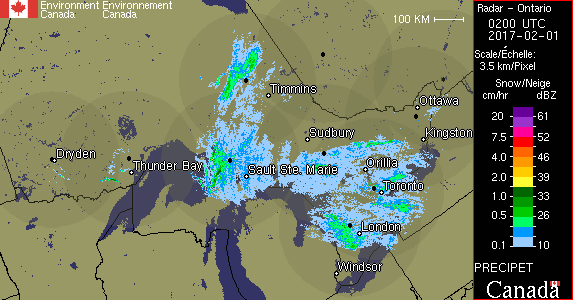 Environment Environnement
Canada Canada
100 KM
Timmins
Ottawa
Sudbury
Kingston
Dryden
Thunder Bay
Sault Ste. Marie
Orillia
Toronto
London
Windsor
Radar - Ontario
0200 UTC
2017-02-01
Scale/Échelle:
3.5 km/Pixel
Snow/Neige
cm/hr dBZ
20 61
7.5 52
4.0 46
2.0 39
1.0 33
0.5 26
0.1 10
PRECIPET
Canada